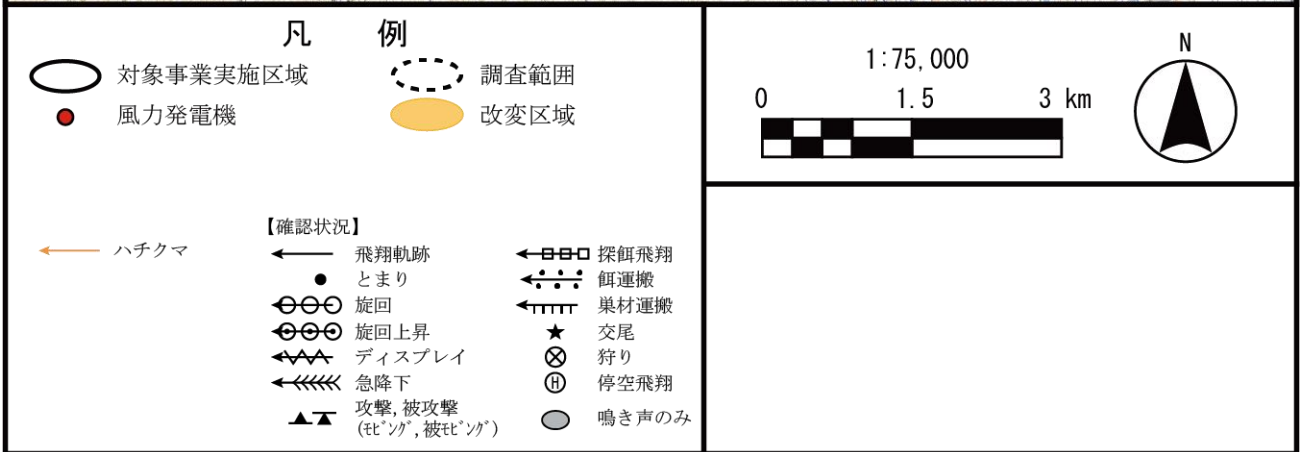 凡 例
対象事業実施区域
調査範囲
風力発電機
改変区域
ハチクマ
【確認状況】
飛翔軌跡
とまり
旋回
旋回上昇
ディスプレイ
急降下
攻撃,被攻撃
(ﾓﾋﾞﾝｸﾞ,被ﾓﾋﾞﾝｸﾞ)
探餌飛翔
餌運搬
巣材運搬
交尾
狩り
H 停空飛翔
鳴き声のみ
1:75,000
0 1.5 3 km
N